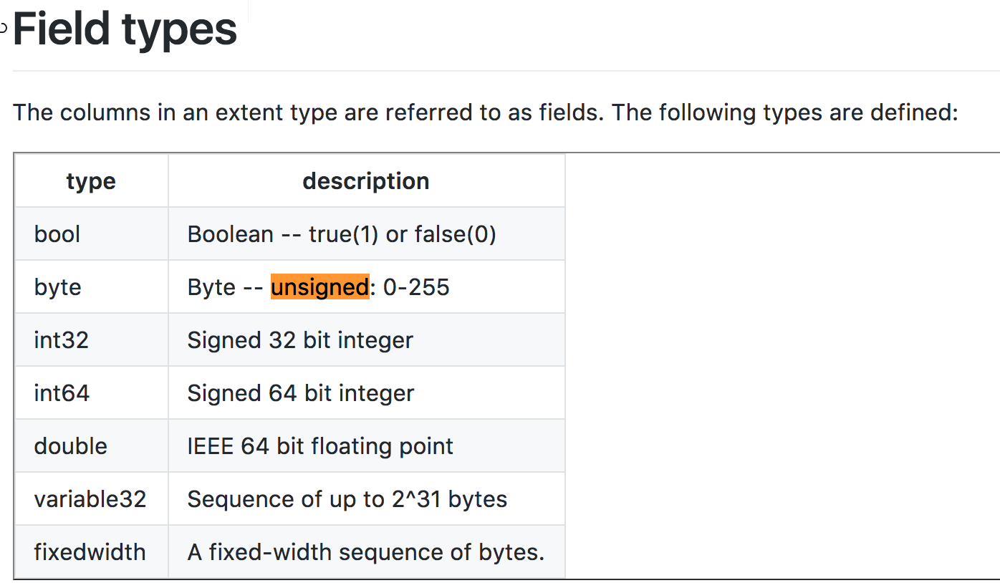 Field types
The columns in an extent type are referred to as fields. The following types are defined:
type description
bool Boolean -- true(1) or false(0)
byte Byte -- unsigned: 0-255
int32 Signed 32 bit integer
int64 Signed 64 bit integer
double IEEE 64 bit floating point
variable32 Sequence of up to 2^31 bytes
fixedwidth A fixed-width sequence of bytes.